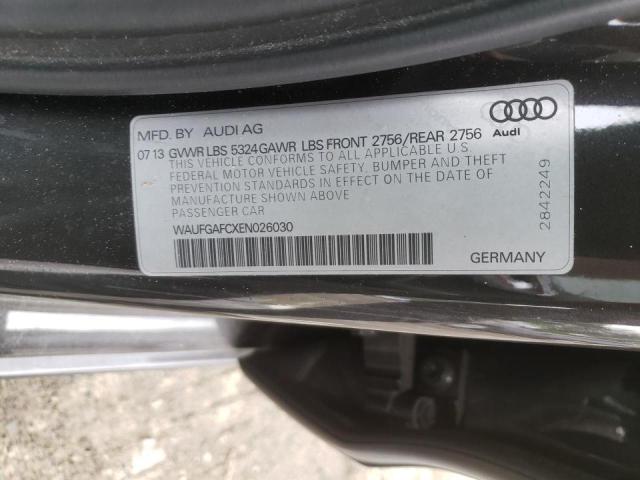 MFD. BY AUDI AG
07 13 GVWR LBS 5324 GAWR LBS FRONT 2756/REAR 2756
THIS VEHICLE CONFORMS TO ALL APPLICABLE U.S.
FEDERAL MOTOR VEHICLE SAFETY, BUMPER AND THEFT
PREVENTION STANDARDS IN EFFECT ON THE DATE OF
MANUFACTURE SHOWN ABOVE
PASSENGER CAR
WAUFGAFCXEN026030
Audi
2842249
GERMANY